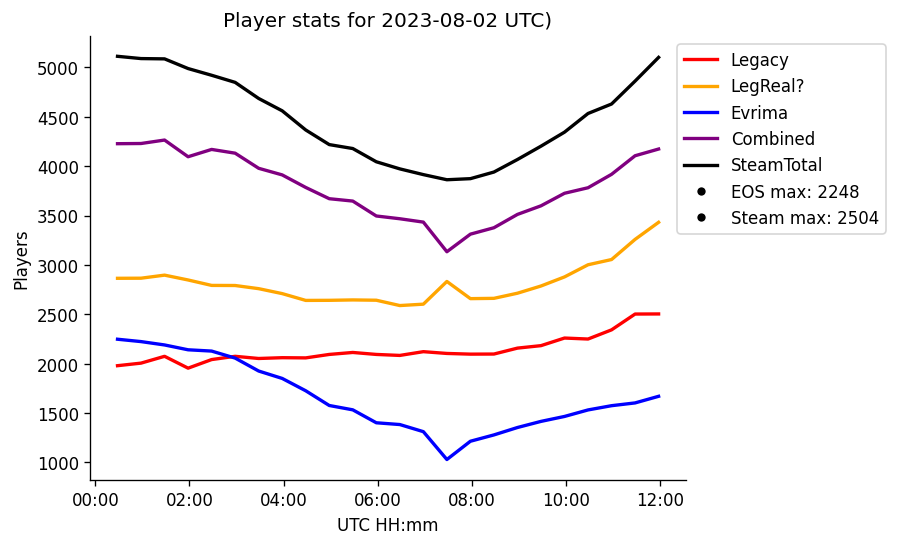 Player stats for 2023-08-02 UTC)
Players
5000
4500
4000
3500
3000
2500
2000
1500
1000
00:00 02:00 04:00 06:00 08:00 10:00 12:00
UTC HH:mm
Legacy
LegReal?
Evrima
Combined
SteamTotal
EOS max: 2248
Steam max: 2504